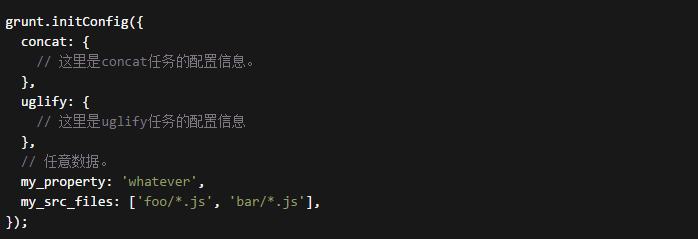 grunt.initConfig({
  concat: {
    // 这里是concat任务的配置信息。
  },
  uglify: {
    // 这里是uglify任务的配置信息
  },
  // 任意数据。
  my_property: 'whatever',
  my_src_files: ['foo/*.js', 'bar/*.js'],
});